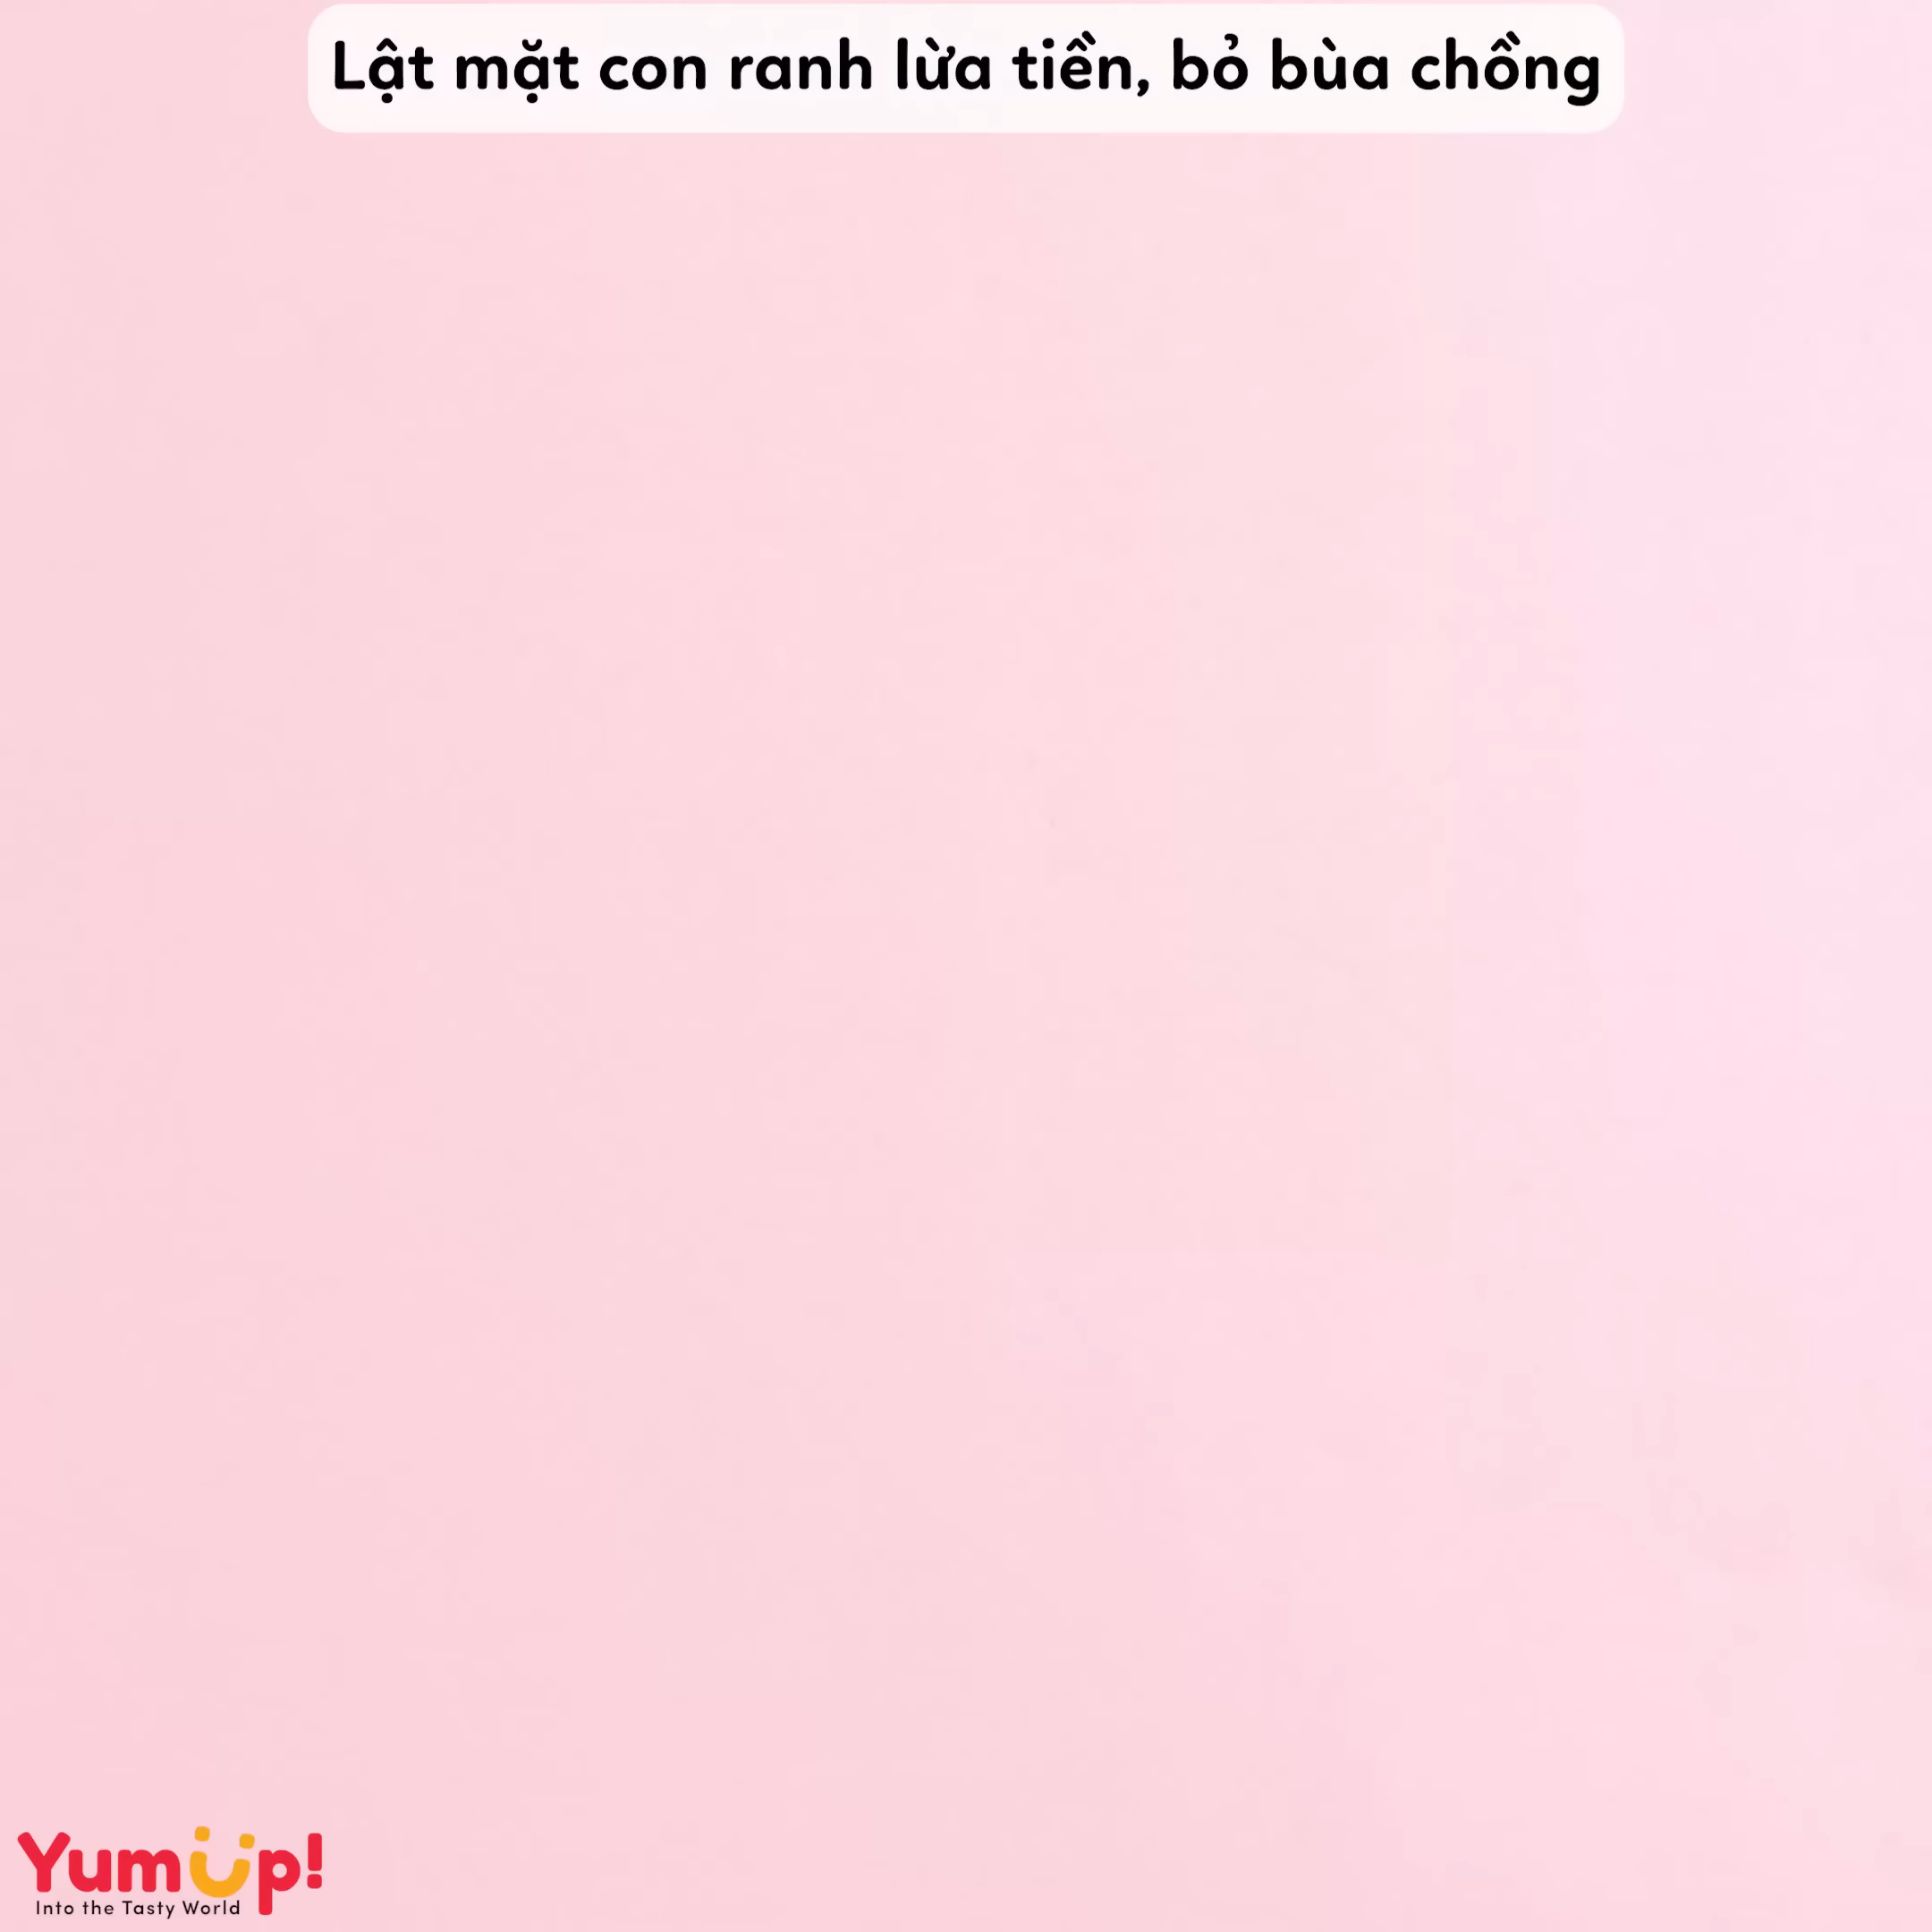 Lật mặt con ranh lừa tiền, bỏ bùa chồng
YumUp!
Into the Tasty World